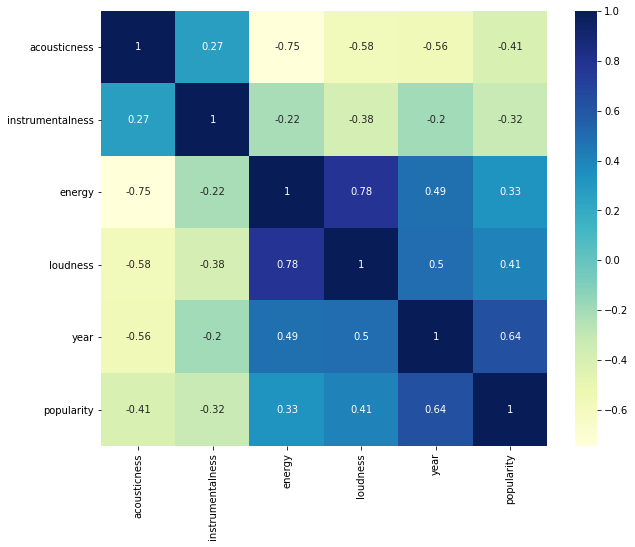 acousticness 1 0.27 -0.75 -0.58 -0.56 -0.41
instrumentalness 0.27 1 -0.22 -0.38 -0.2 -0.32
energy -0.75 -0.22 1 0.78 0.49 0.33
loudness -0.58 -0.38 0.78 1 0.5 0.41
year -0.56 -0.2 0.49 0.5 1 0.64
popularity -0.41 -0.32 0.33 0.41 0.64 1
acousticness
instrumentalness
energy
loudness
year
popularity
1.0
0.8
0.6
0.4
0.2
0.0
-0.2
-0.4
-0.6